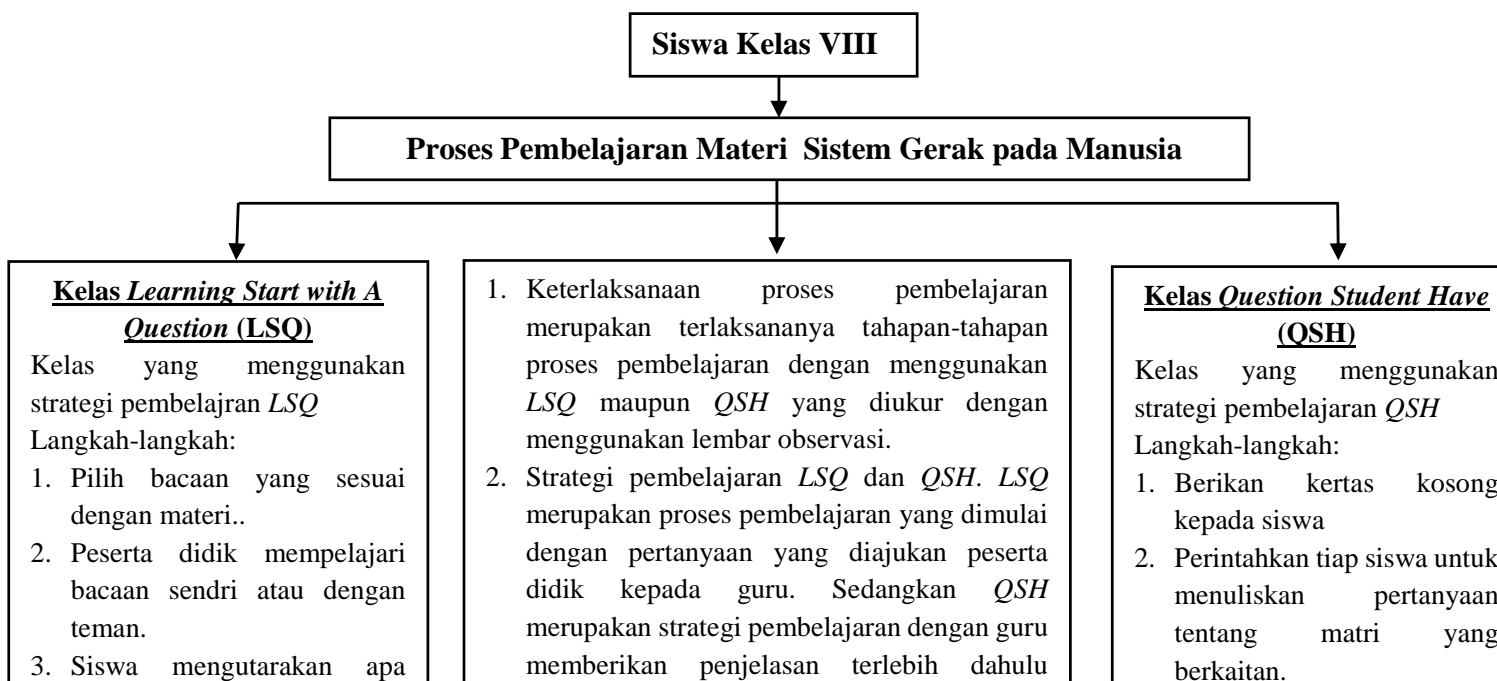 Siswa Kelas VIII
Proses Pembelajaran Materi Sistem Gerak pada Manusia
Kelas Learning Start with A
Question (LSQ)
Kelas yang menggunakan
strategi pembelajran LSQ
Langkah-langkah:
1. Pilih bacaan yang sesuai
dengan materi..
2. Peserta didik mempelajari
bacaan sendri atau dengan
teman.
3. Siswa mengutarakan apa
1. Keterlaksanaan proses pembelajaran
merupakan terlaksananya tahapan-tahapan
proses pembelajaran dengan menggunakan
LSQ maupun QSH yang diukur dengan
menggunakan lembar observasi.
2. Strategi pembelajaran LSQ dan QSH. LSQ
merupakan proses pembelajaran yang dimulai
dengan pertanyaan yang diajukan peserta
didik kepada guru. Sedangkan QSH
merupakan strategi pembelajaran dengan guru
memberikan penjelasan terlebih dahulu
Kelas Question Student Have
(QSH)
Kelas yang menggunakan
strategi pembelajaran QSH
Langkah-langkah:
1. Berikan kertas kosong
kepada siswa
2. Perintahkan tiap siswa untuk
menuliskan pertanyaan
tentang matri yang
berkaitan.